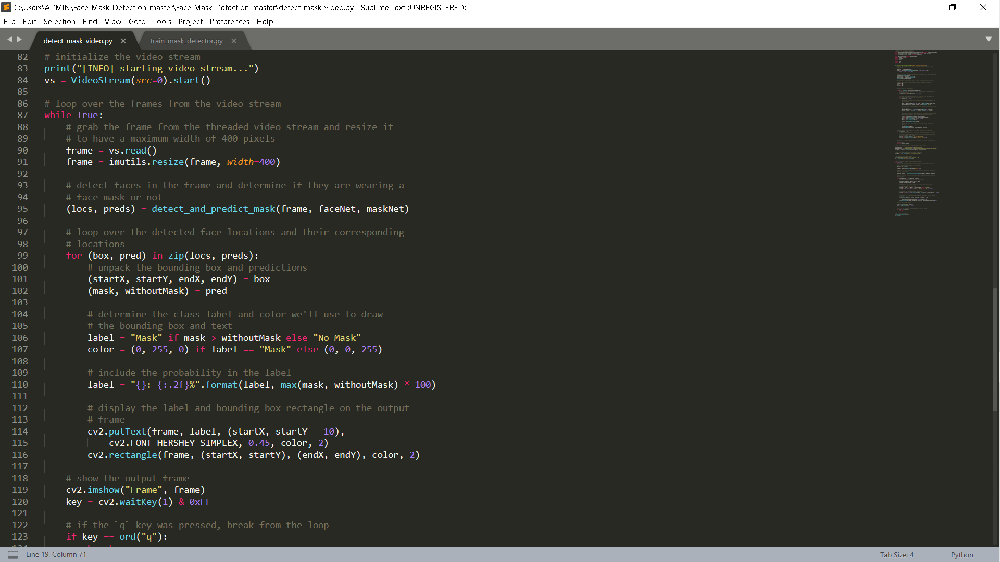 C:\Users\ADMIN\Face-Mask-Detection-master\Face-Mask-Detection-master\detect_mask_video.py - Sublime Text (UNREGISTERED)
File Edit Selection Find View Goto Tools Project Preferences Help
detect_mask_video.py × train_mask_detector.py ×
82 # initialize the video stream
83 print("[INFO] starting video stream...")
84 vs = VideoStream(src=0).start()
85
86 # loop over the frames from the video stream
87 while True:
88     # grab the frame from the threaded video stream and resize it
89     # to have a maximum width of 400 pixels
90     frame = vs.read()
91     frame = imutils.resize(frame, width=400)
92
93     # detect faces in the frame and determine if they are wearing a
94     # face mask or not
95     (locs, preds) = detect_and_predict_mask(frame, faceNet, maskNet)
96
97     # loop over the detected face locations and their corresponding
98     # locations
99     for (box, pred) in zip(locs, preds):
100         # unpack the bounding box and predictions
101         (startX, startY, endX, endY) = box
102         (mask, withoutMask) = pred
103
104         # determine the class label and color we'll use to draw
105         # the bounding box and text
106         label = "Mask" if mask > withoutMask else "No Mask"
107         color = (0, 255, 0) if label == "Mask" else (0, 0, 255)
108
109         # include the probability in the label
110         label = "{}: {:.2f}%".format(label, max(mask, withoutMask) * 100)
111
112         # display the label and bounding box rectangle on the output
113         # frame
114         cv2.putText(frame, label, (startX, startY - 10),
115             cv2.FONT_HERSHEY_SIMPLEX, 0.45, color, 2)
116         cv2.rectangle(frame, (startX, startY), (endX, endY), color, 2)
117
118     # show the output frame
119     cv2.imshow("Frame", frame)
120     key = cv2.waitKey(1) & 0xFF
121
122     # if the `q` key was pressed, break from the loop
123     if key == ord("q"):
124         break
Line 19, Column 71 Tab Size: 4 Python